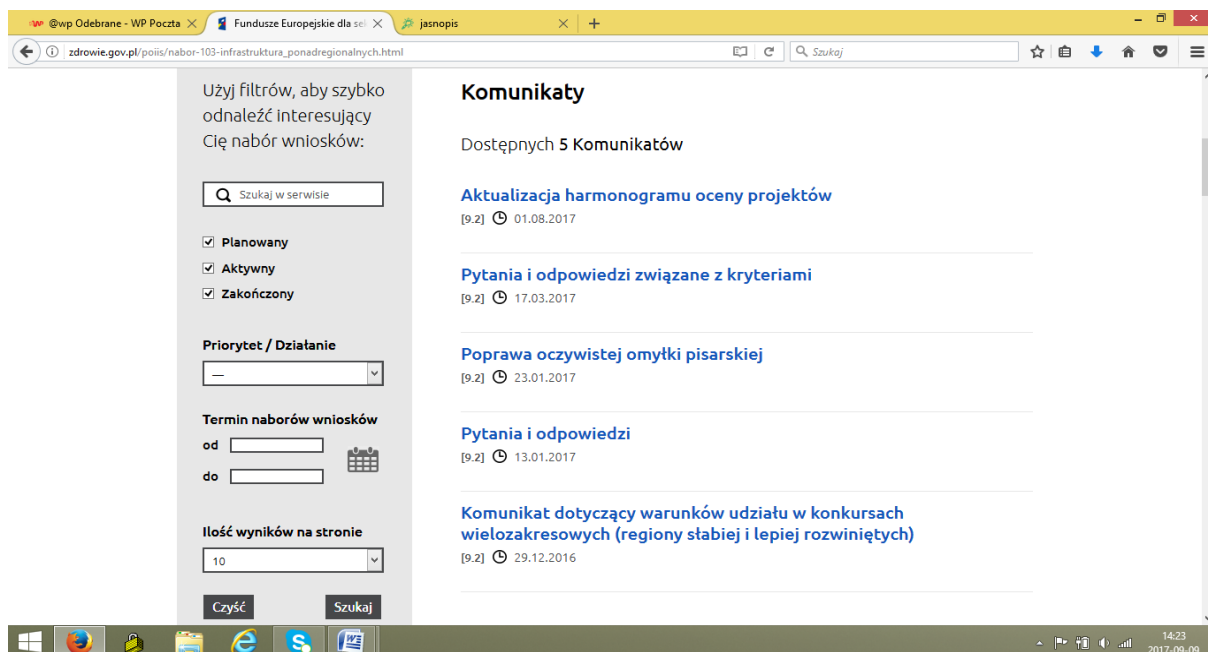 @wp Odebrane - WP Poczta
Fundusze Europejskie dla sek
jasnopis
zdrowie.gov.pl/poiis/nabor-103-infrastruktura_ponadregionalnych.html
Szukaj
Użyj filtrów, aby szybko
odnaleźć interesujący
Cię nabór wniosków:
Szukaj w serwisie
Planowany
Aktywny
Zakończony
Priorytet / Działanie
—
Termin naborów wniosków
od
do
Ilość wyników na stronie
10
Czyść
Szukaj
Komunikaty
Dostępnych 5 Komunikatów
Aktualizacja harmonogramu oceny projektów
[9.2] 01.08.2017
Pytania i odpowiedzi związane z kryteriami
[9.2] 17.03.2017
Poprawa oczywistej omyłki pisarskiej
[9.2] 23.01.2017
Pytania i odpowiedzi
[9.2] 13.01.2017
Komunikat dotyczący warunków udziału w konkursach
wielozakresowych (regiony słabiej i lepiej rozwiniętych)
[9.2] 29.12.2016
14:23
2017-09-09